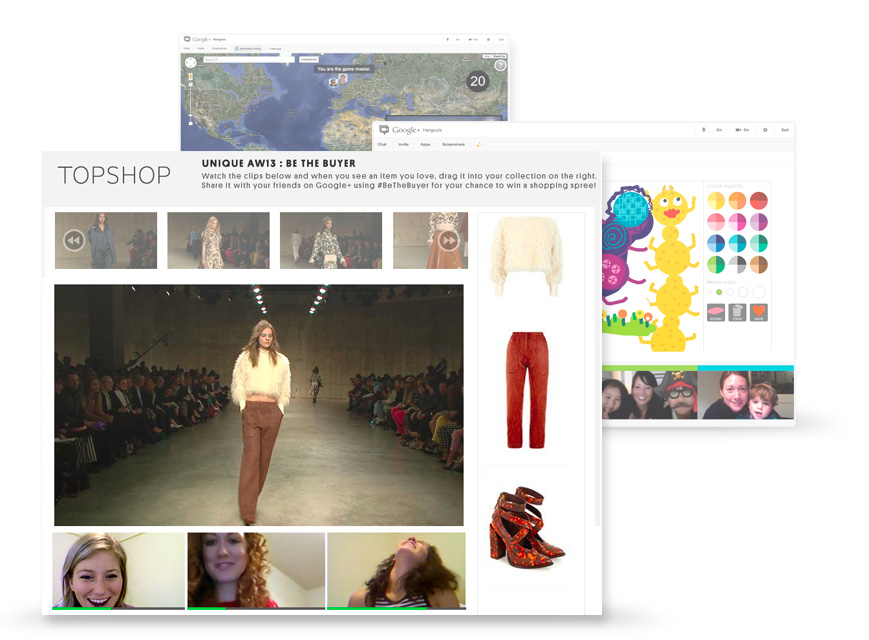 Google+ Hangouts
You are the game master.
20
Google+ Hangouts
On
On
Exit
Chat
Invite
Apps
Screenshare
TOPSHOP
UNIQUE AW13 : BE THE BUYER
Watch the clips below and when you see an item you love, drag it into your collection on the right.
Share it with your friends on Google+ using #BeTheBuyer for your chance to win a shopping spree!
COLOR PALETTE
BRUSH SIZES